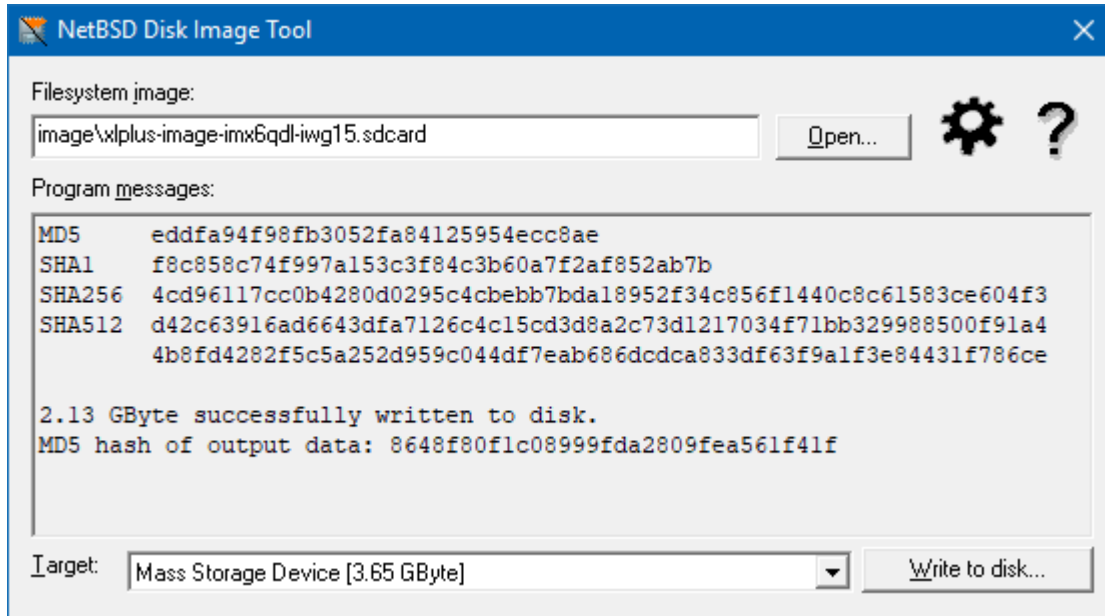 NetBSD Disk Image Tool
Filesystem image:
image\xlplus-image-imx6qdl-iwg15.sdcard
Open...
?
Program messages:
MD5 eddfa94f98fb3052fa84125954ecc8ae
SHA1 f8c858c74f997a153c3f84c3b60a7f2af852ab7b
SHA256 4cd96117cc0b4280d0295c4cbebb7bda18952f34c856f1440c8c61583ce604f3
SHA512 d42c63916ad6643dfa7126c4c15cd3d8a2c73d1217034f71bb329988500f91a4
4b8fd4282f5c5a252d959c044df7eab686dcdca833df63f9a1f3e84431f786ce
2.13 GByte successfully written to disk.
MD5 hash of output data: 8648f80f1c08999fda2809fea561f41f
Target:
Mass Storage Device [3.65 GByte]
Write to disk...